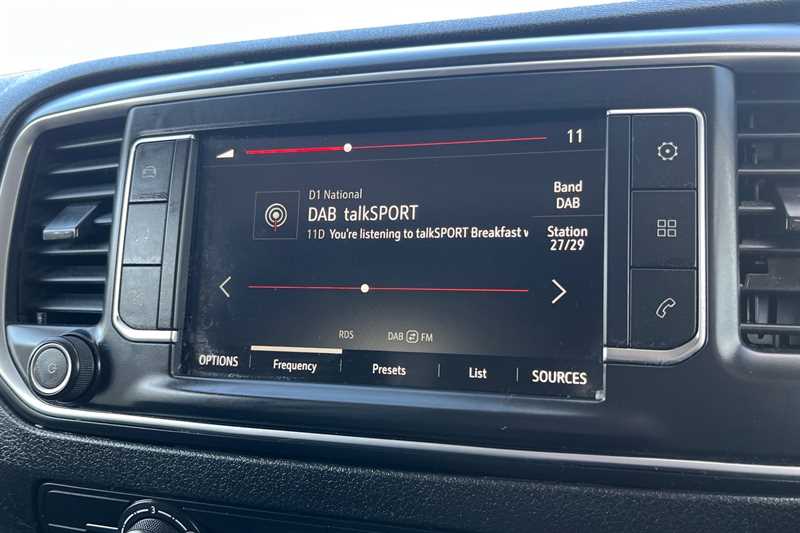 11
D1 National
DAB talkSPORT
11D You're listening to talkSPORT Breakfast w
Band
DAB
Station
27/29
RDS
DAB FM
OPTIONS
Frequency
Presets
List
SOURCES
3